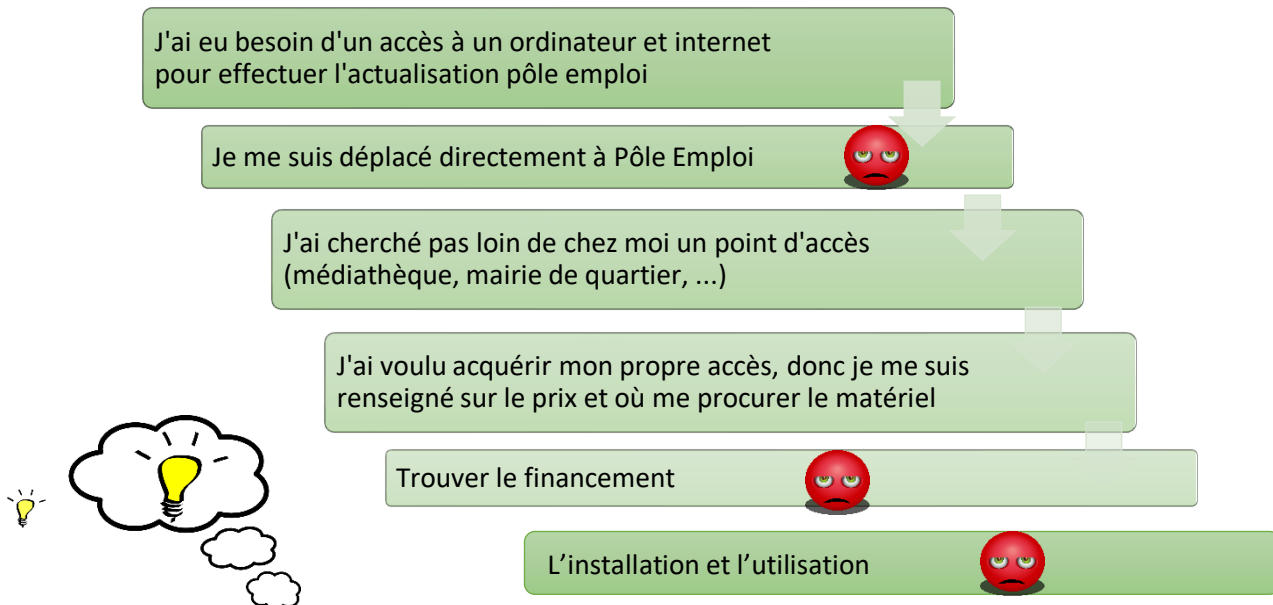 J'ai eu besoin d'un accès à un ordinateur et internet
pour effectuer l'actualisation pôle emploi
Je me suis déplacé directement à Pôle Emploi
J'ai cherché pas loin de chez moi un point d'accès
(médiathèque, mairie de quartier, ...)
J'ai voulu acquérir mon propre accès, donc je me suis
renseigné sur le prix et où me procurer le matériel
Trouver le financement
L’installation et l’utilisation